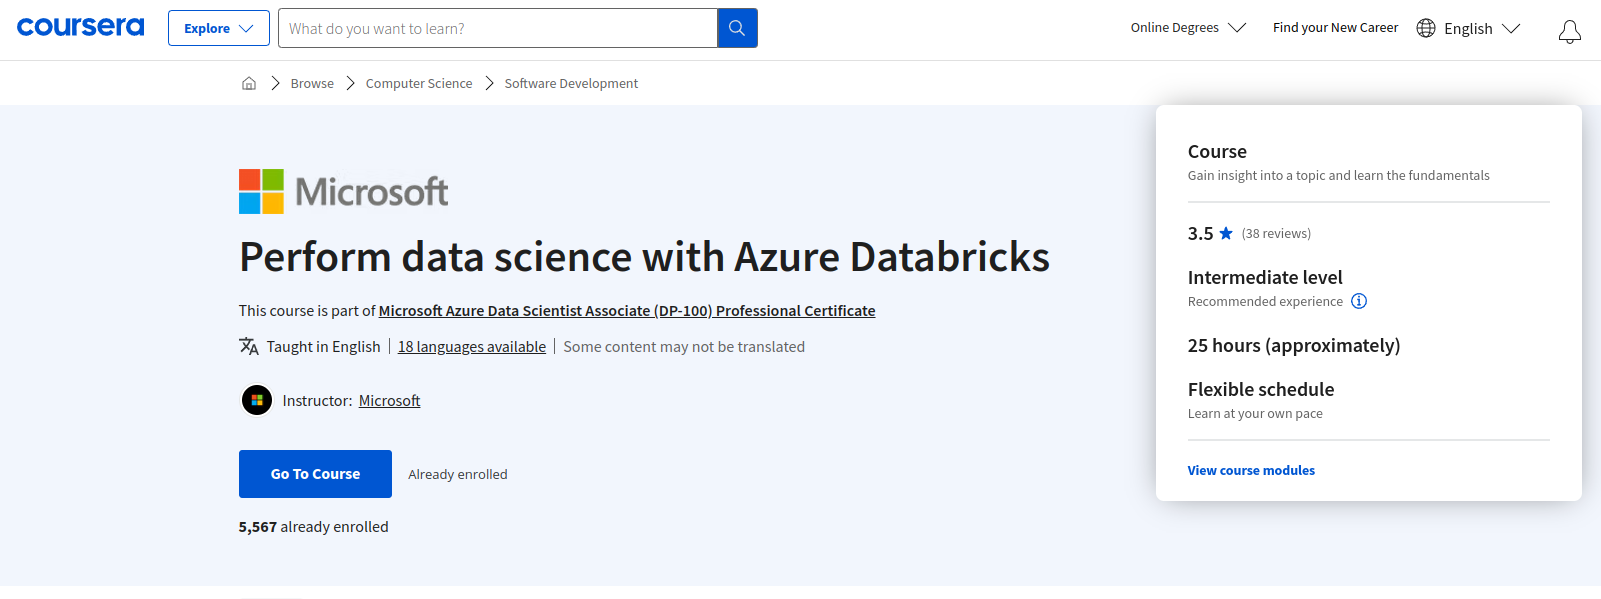 coursera
Explore
What do you want to learn?
Online Degrees
Find your New Career
English
Browse
Computer Science
Software Development
Microsoft
Perform data science with Azure Databricks
This course is part of Microsoft Azure Data Scientist Associate (DP-100) Professional Certificate
Taught in English
18 languages available
Some content may not be translated
Instructor: Microsoft
Go To Course
Already enrolled
5,567 already enrolled
Course
Gain insight into a topic and learn the fundamentals
3.5 ★ (38 reviews)
Intermediate level
Recommended experience
25 hours (approximately)
Flexible schedule
Learn at your own pace
View course modules